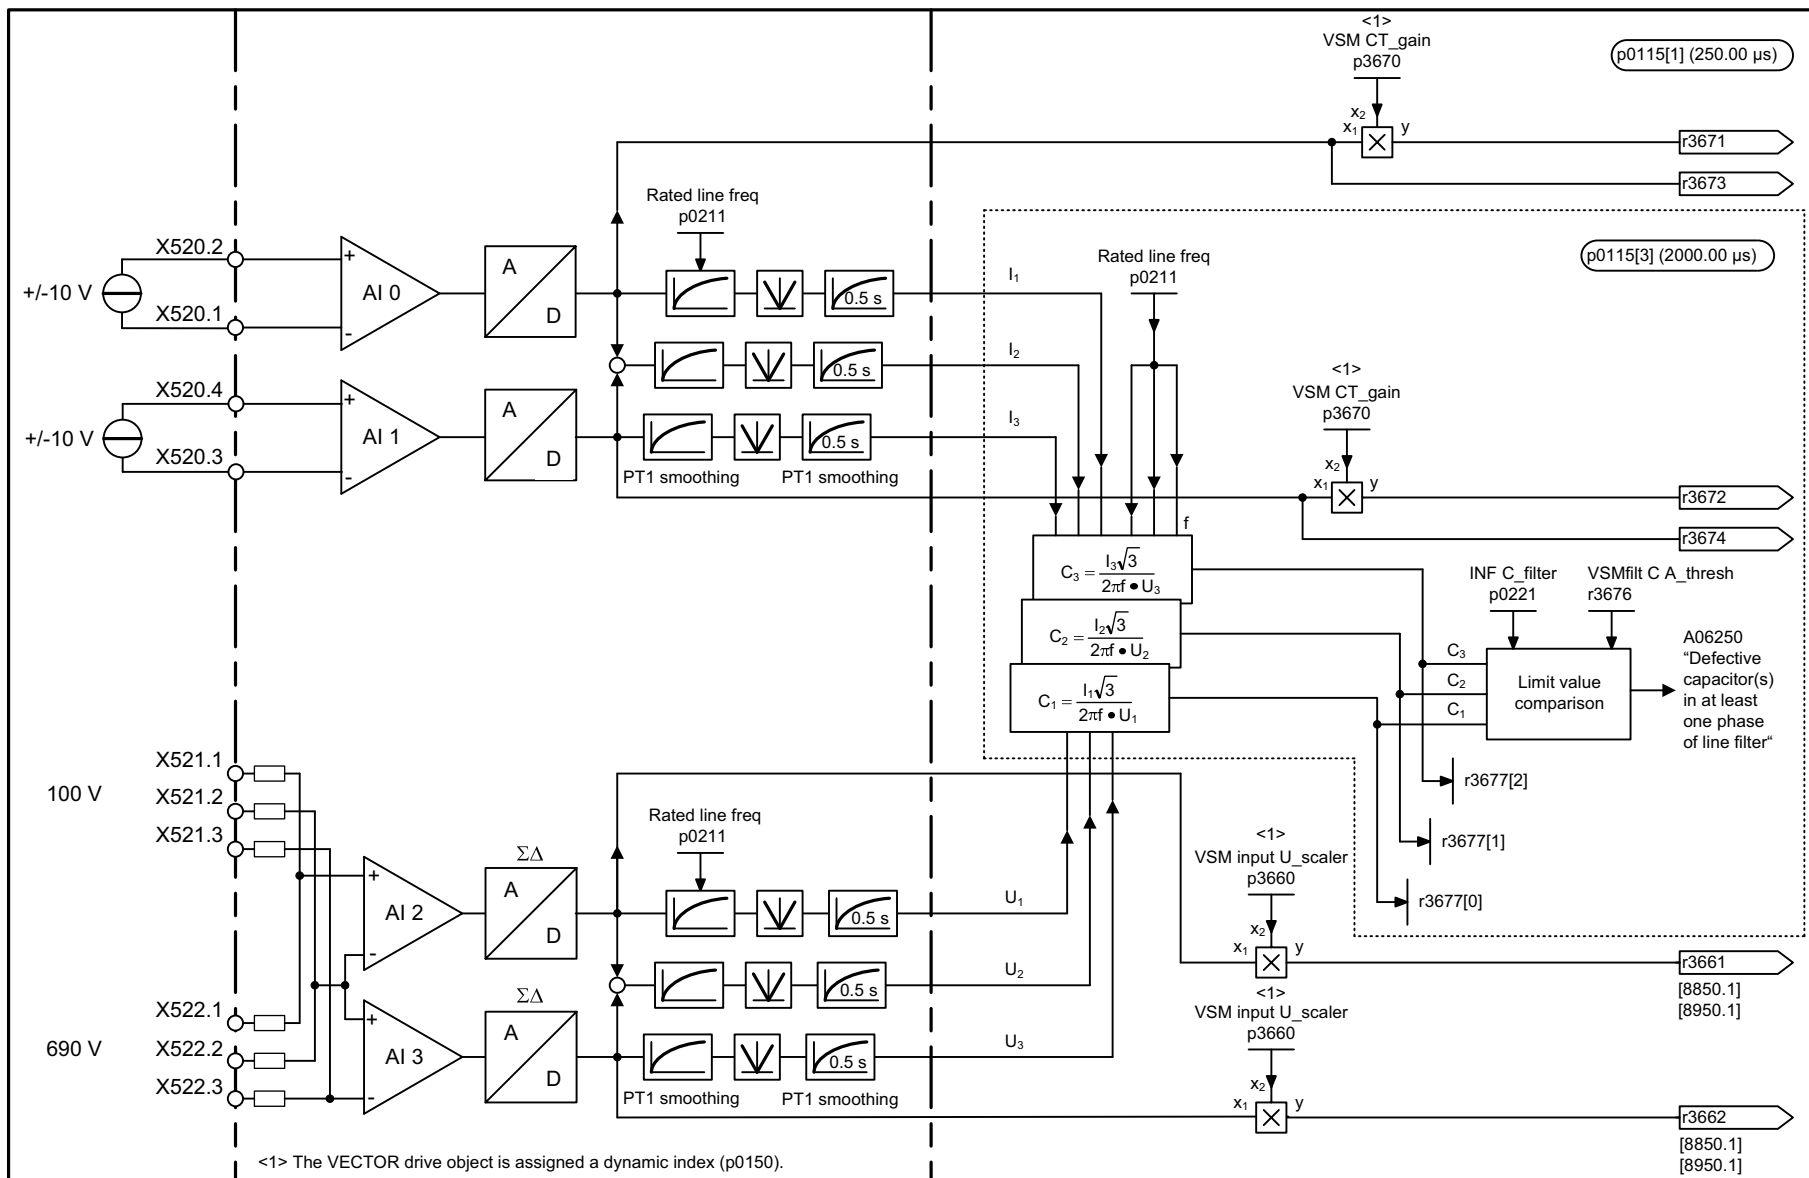 <1>
VSM CT_gain
p3670
p0115[1] (250.00 µs)
x2
x1
y
r3671
r3673
Rated line freq
p0211
p0115[3] (2000.00 µs)
Rated line freq
p0211
X520.2
+/-10 V
X520.1
+
-
AI 0
A
D
0.5 s
I1
0.5 s
I2
X520.4
+/-10 V
X520.3
+
-
AI 1
A
D
0.5 s
I3
PT1 smoothing
PT1 smoothing
<1>
VSM CT_gain
p3670
x2
x1
y
r3672
r3674
f
C3 = I3√3 / 2πf • U3
C2 = I2√3 / 2πf • U2
C1 = I1√3 / 2πf • U1
INF C_filter
p0221
VSMfilt C A_thresh
r3676
C3
C2
C1
Limit value
comparison
A06250
“Defective
capacitor(s)
in at least
one phase
of line filter“
r3677[2]
r3677[1]
r3677[0]
X521.1
100 V
X521.2
X521.3
Rated line freq
p0211
ΣΔ
+
-
AI 2
A
D
0.5 s
U1
0.5 s
U2
X522.1
690 V
X522.2
X522.3
ΣΔ
+
-
AI 3
A
D
0.5 s
U3
PT1 smoothing
PT1 smoothing
<1>
VSM input U_scaler
p3660
x2
x1
y
r3661
[8850.1]
[8950.1]
<1>
VSM input U_scaler
p3660
x2
x1
y
r3662
[8850.1]
[8950.1]
<1> The VECTOR drive object is assigned a dynamic index (p0150).